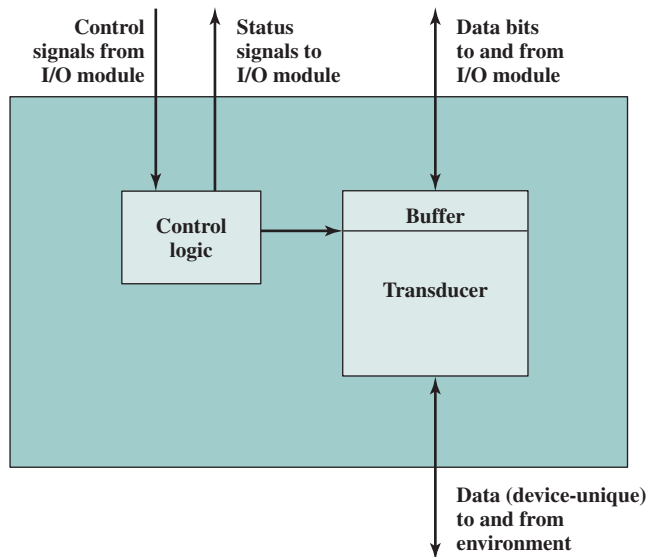 Control
signals from
I/O module
Status
signals to
I/O module
Data bits
to and from
I/O module
Control
logic
Buffer
Transducer
Data (device-unique)
to and from
environment